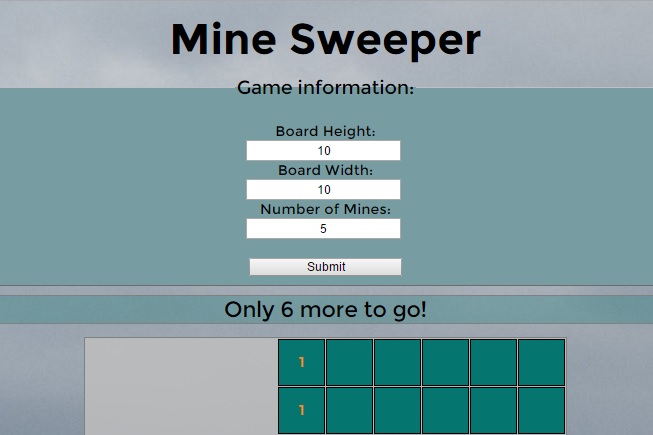 Mine Sweeper
Game information:
Board Height:
10
Board Width:
10
Number of Mines:
5
Submit
Only 6 more to go!
1
1